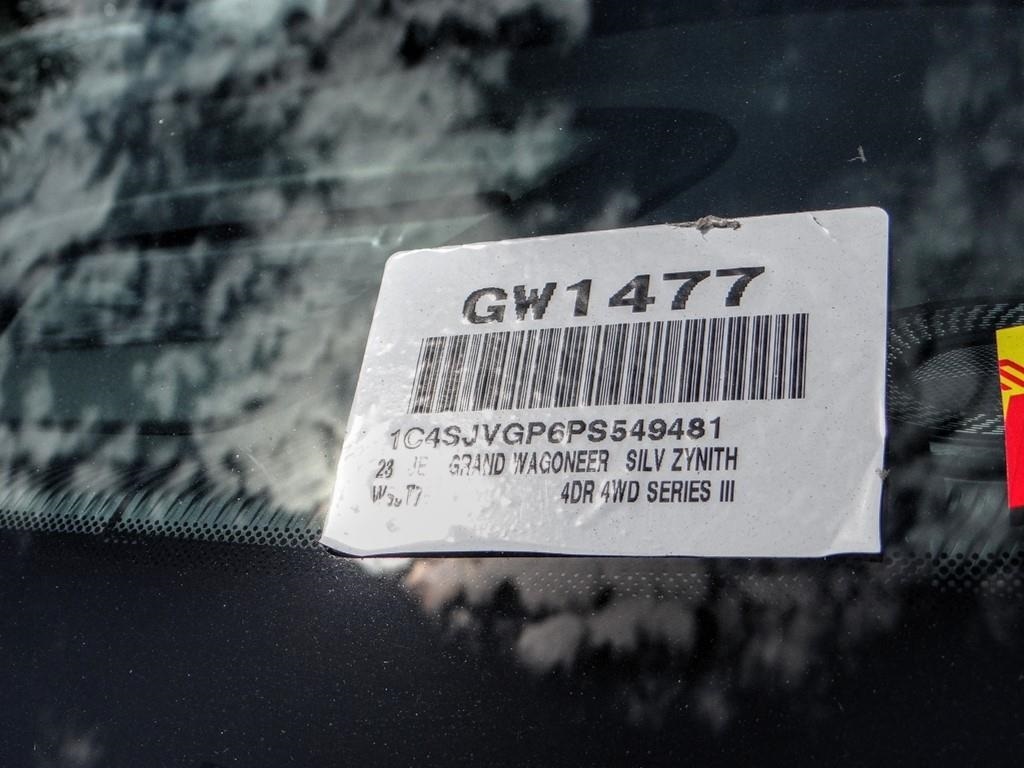 GW1477
1C4SJVGP6PS549481
23 JE GRAND WAGONEER SILV ZYNITH
4DR 4WD SERIES III